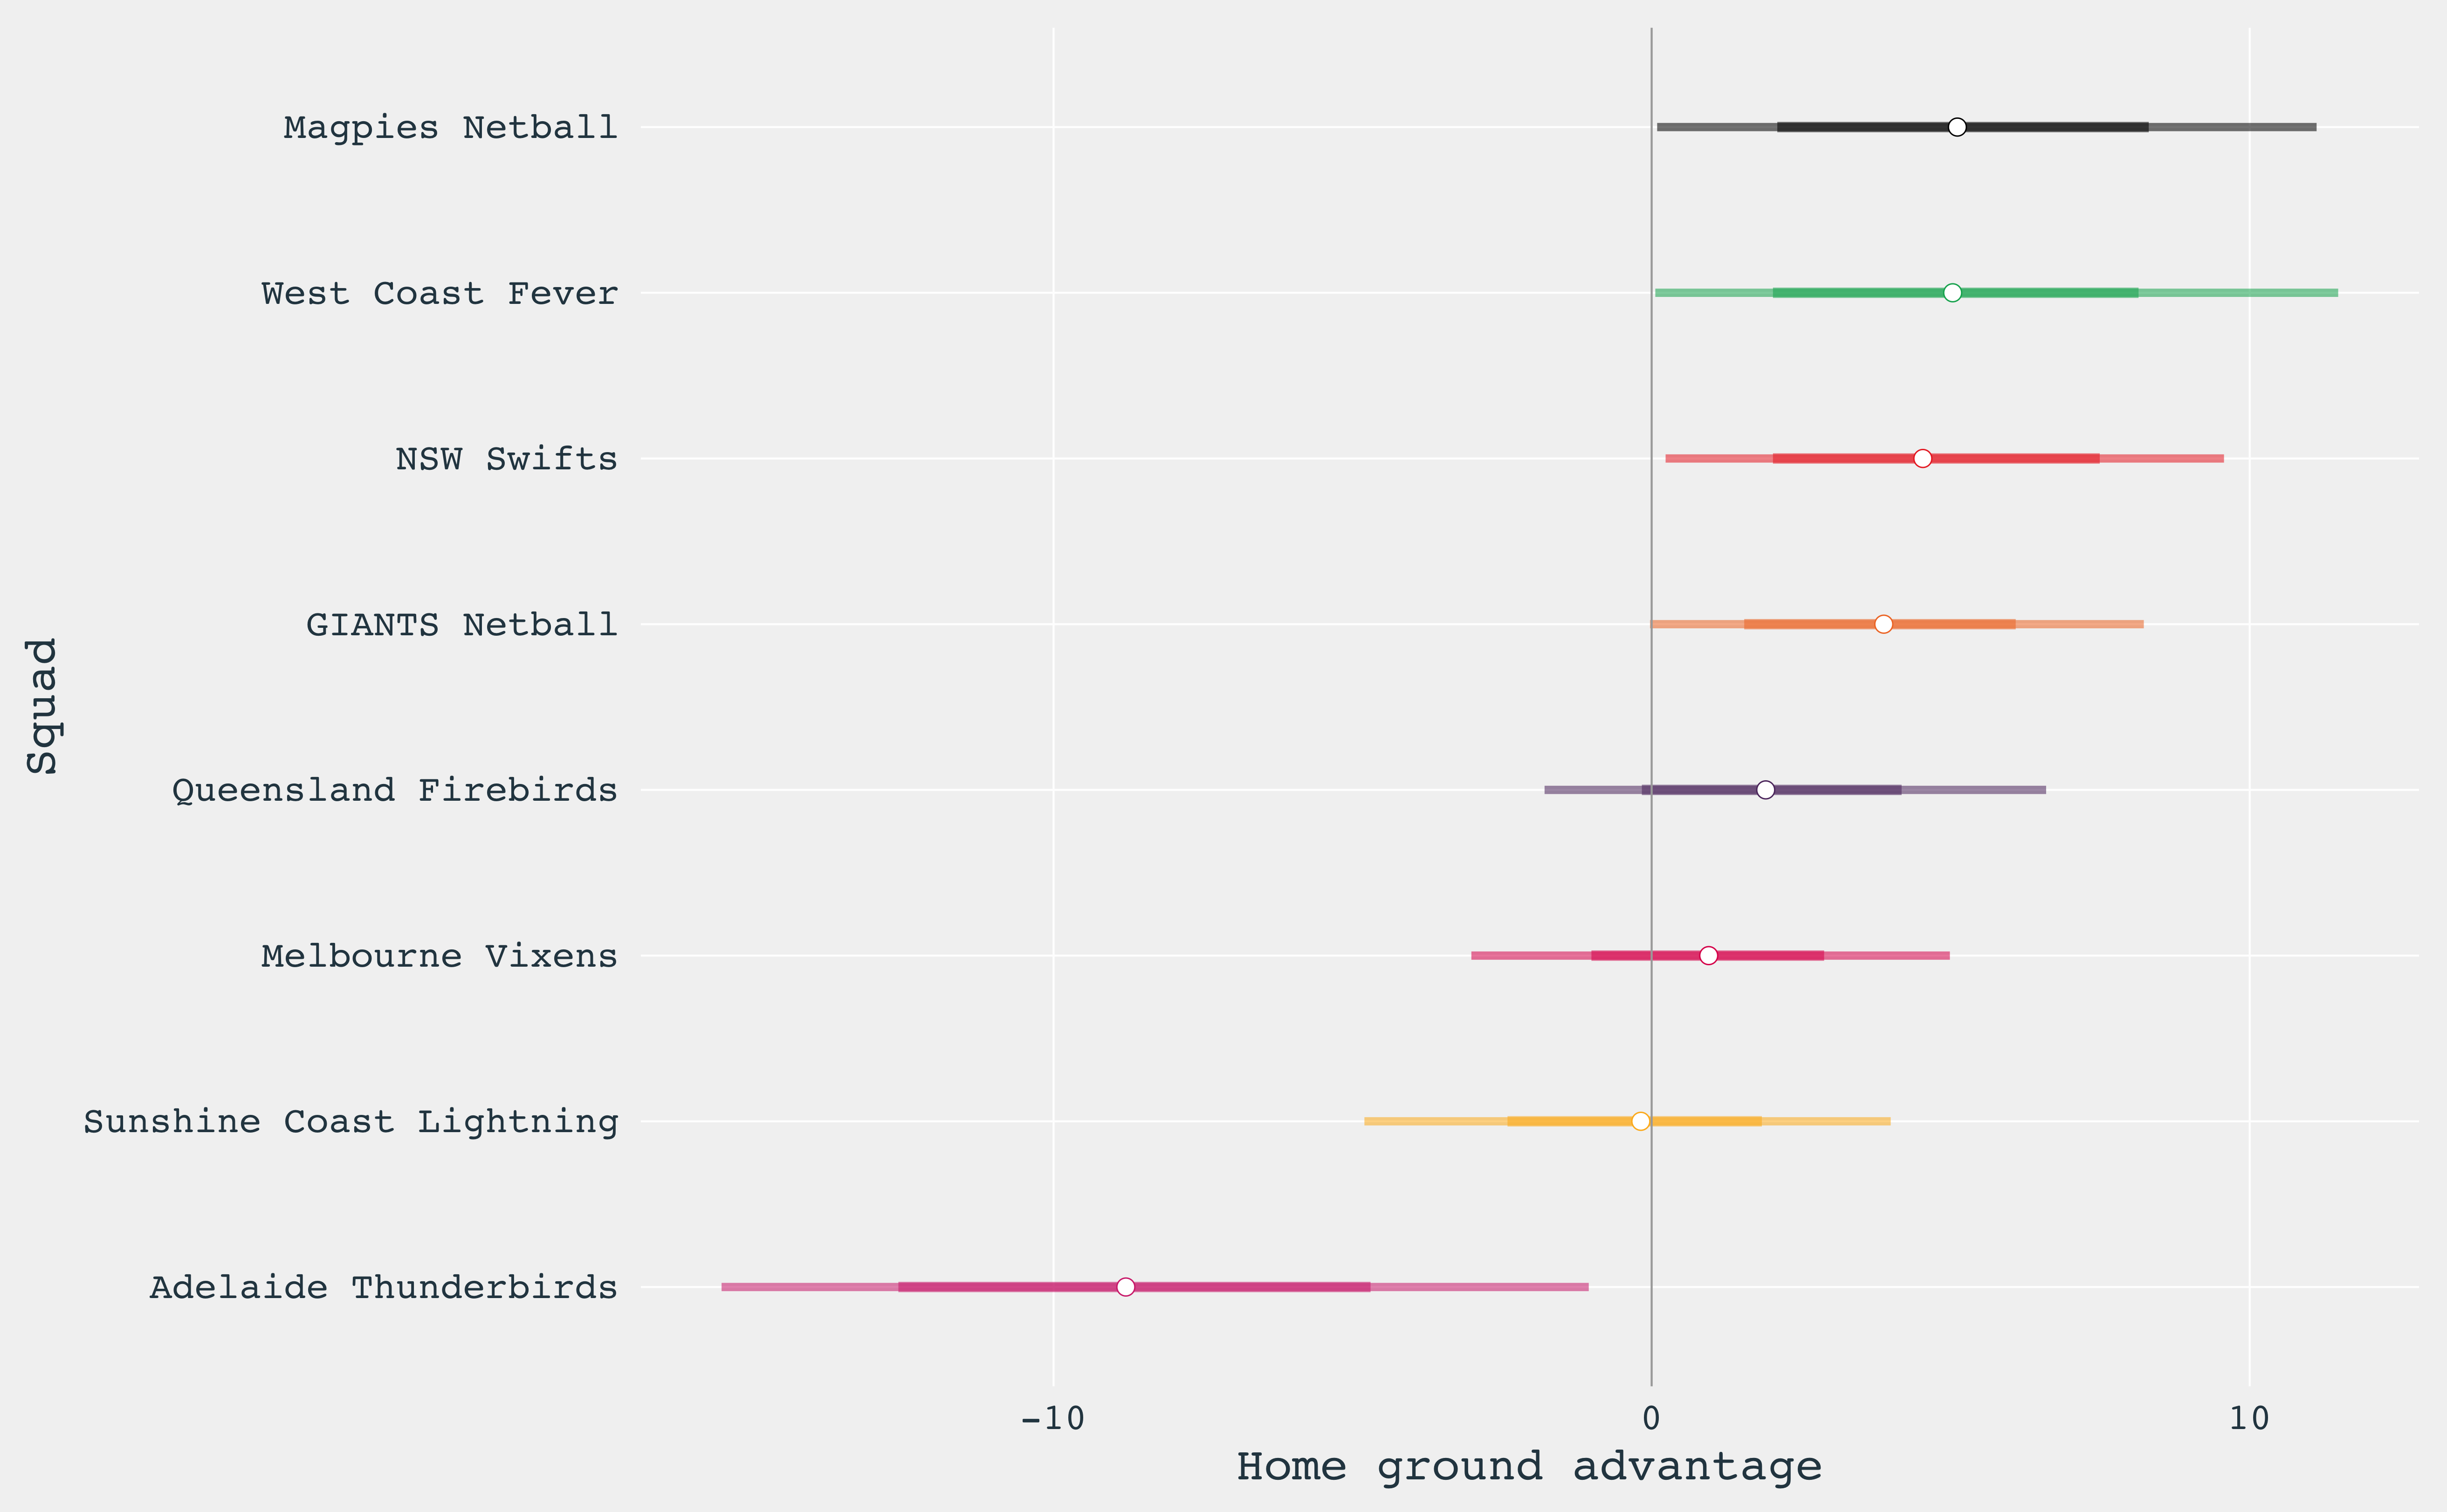 Magpies Netball
West Coast Fever
NSW Swifts
GIANTS Netball
Queensland Firebirds
Melbourne Vixens
Sunshine Coast Lightning
Adelaide Thunderbirds
Squad
-10 0 10
Home ground advantage